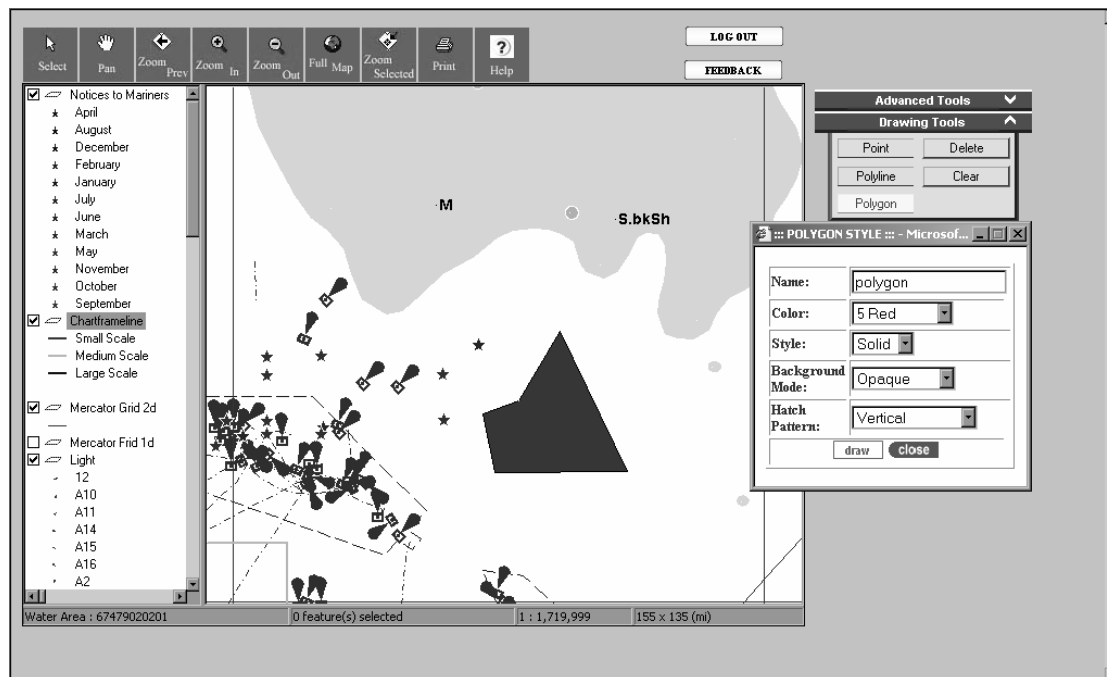 LOG OUT
FEEDBACK
Select
Pan
Zoom Prev
Zoom In
Zoom Out
Full Map
Zoom Selected
Print
Help
Notices to Mariners
April
August
December
February
January
July
June
March
May
November
October
September
Chartframeline
Small Scale
Medium Scale
Large Scale
Mercator Grid 2d
Mercator Frid 1d
Light
12
A10
A11
A14
A15
A16
A2
M
S.bkSh
Advanced Tools
Drawing Tools
Point
Delete
Polyline
Clear
Polygon
::: POLYGON STYLE ::: - Microsof...
Name:
polygon
Color:
5 Red
Style:
Solid
Background Mode:
Opaque
Hatch Pattern:
Vertical
draw
close
Water Area : 67479020201
0 feature(s) selected
1 : 1,719,999
155 x 135 (mi)